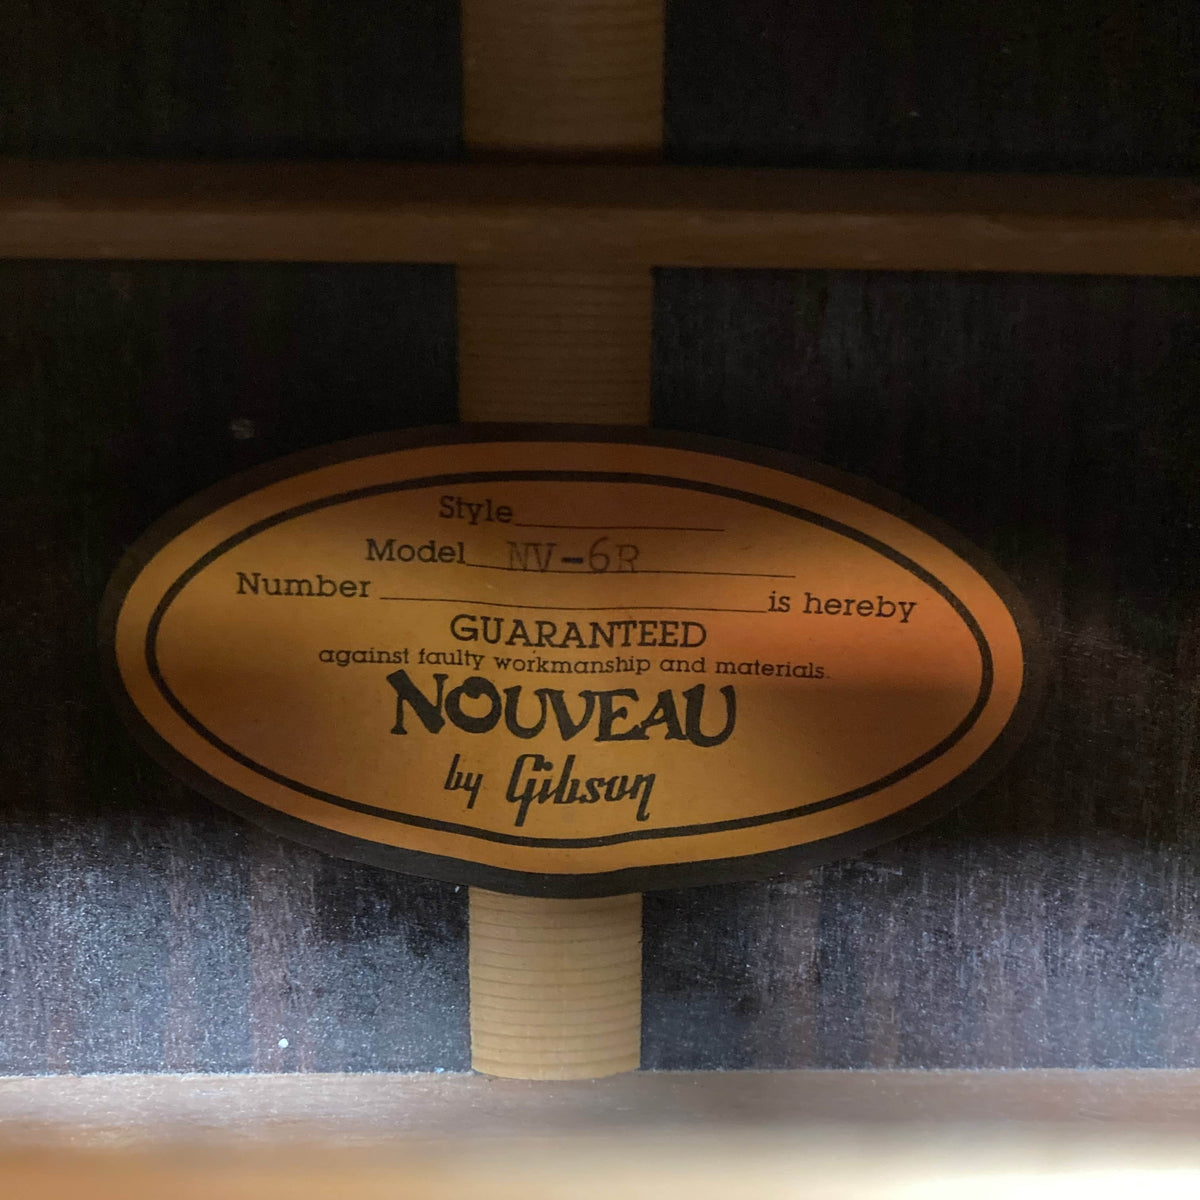 Style
Model NV-6R
Number is hereby
GUARANTEED
against faulty workmanship and materials.
NOUVEAU
by Gibson